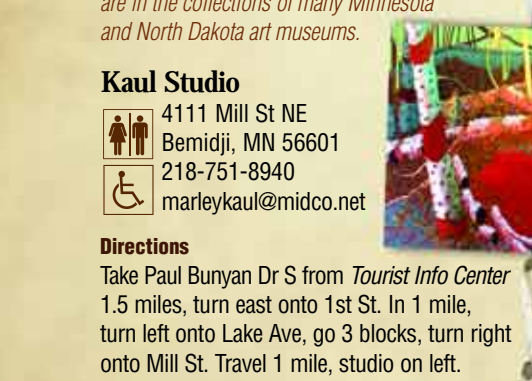 are in the collections of many Minnesota
and North Dakota art museums.
Kaul Studio
4111 Mill St NE
Bemidji, MN 56601
218-751-8940
marleykaul@midco.net
Directions
Take Paul Bunyan Dr S from Tourist Info Center
1.5 miles, turn east onto 1st St. In 1 mile,
turn left onto Lake Ave, go 3 blocks, turn right
onto Mill St. Travel 1 mile, studio on left.